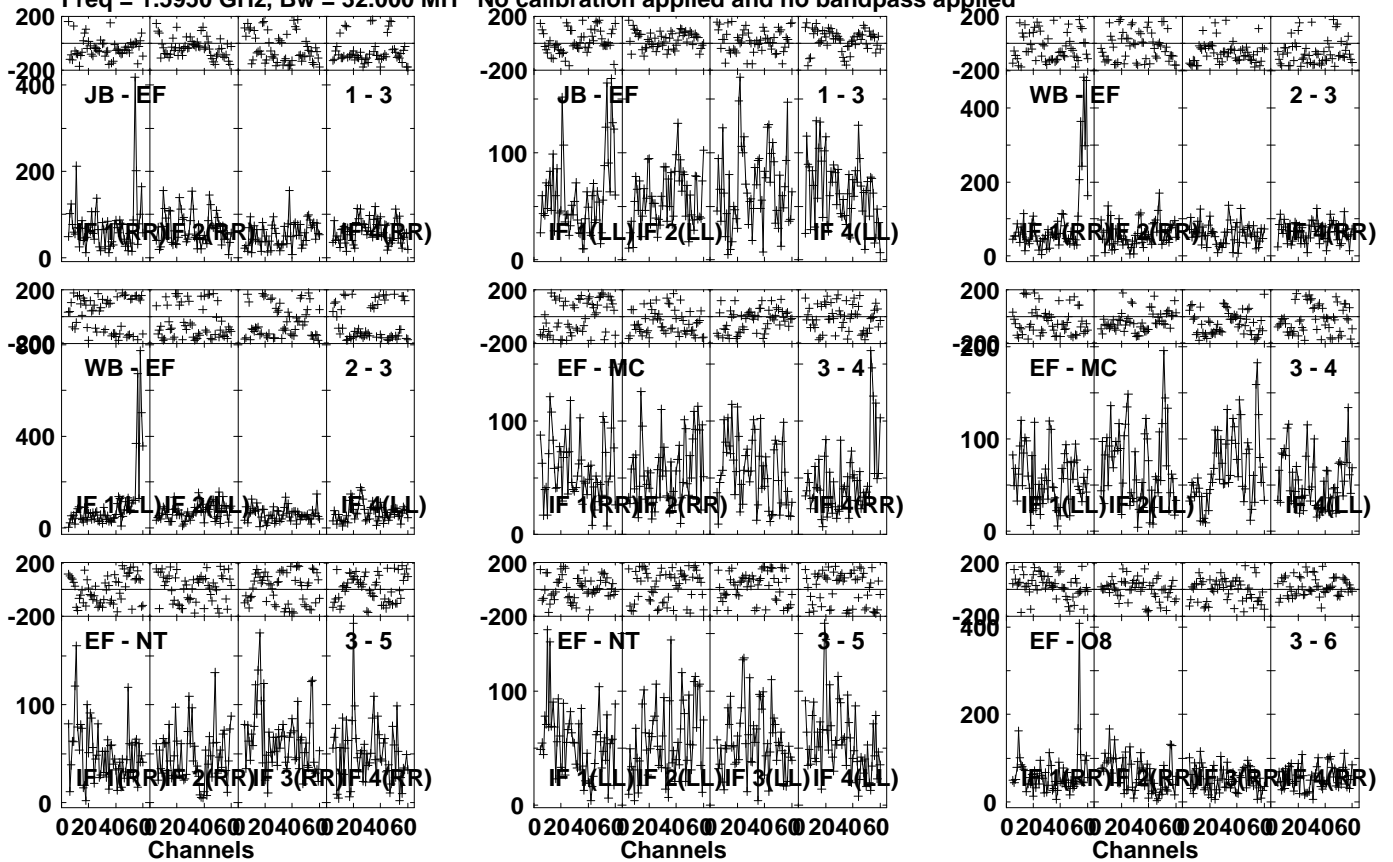 Freq = 1.5950 GHz, Bw = 32.000 MH No calibration applied and no bandpass applied
200 200 200
-200 -200 -200
400 JB - EF 1 - 3
200
0
IF 1(RR) IF 2(RR) IF 4(RR)
JB - EF 1 - 3
100
0
IF 1(LL) IF 2(LL) IF 4(LL)
WB - EF 2 - 3
400
200
0
IF 1(RR) IF 2(RR) IF 4(RR)
200 200 200
-200 -200 -200
800
WB - EF 2 - 3
400
0
IF 1(LL) IF 2(LL) IF 4(LL)
EF - MC 3 - 4
100
0
IF 1(RR) IF 2(RR) IF 4(RR)
200
EF - MC 3 - 4
100
0
IF 1(LL) IF 2(LL) IF 4(LL)
200 200 200
-200 -200 -200
EF - NT 3 - 5
100
0
IF 1(RR) IF 2(RR) IF 3(RR) IF 4(RR)
EF - NT 3 - 5
100
0
IF 1(LL) IF 2(LL) IF 3(LL) IF 4(LL)
400
EF - O8 3 - 6
200
0
IF 1(RR) IF 2(RR) IF 3(RR) IF 4(RR)
0 20 40 60 0 20 40 60 0 20 40 60 0 20 40 60
Channels
0 20 40 60 0 20 40 60 0 20 40 60 0 20 40 60
Channels
0 20 40 60 0 20 40 60 0 20 40 60 0 20 40 60
Channels